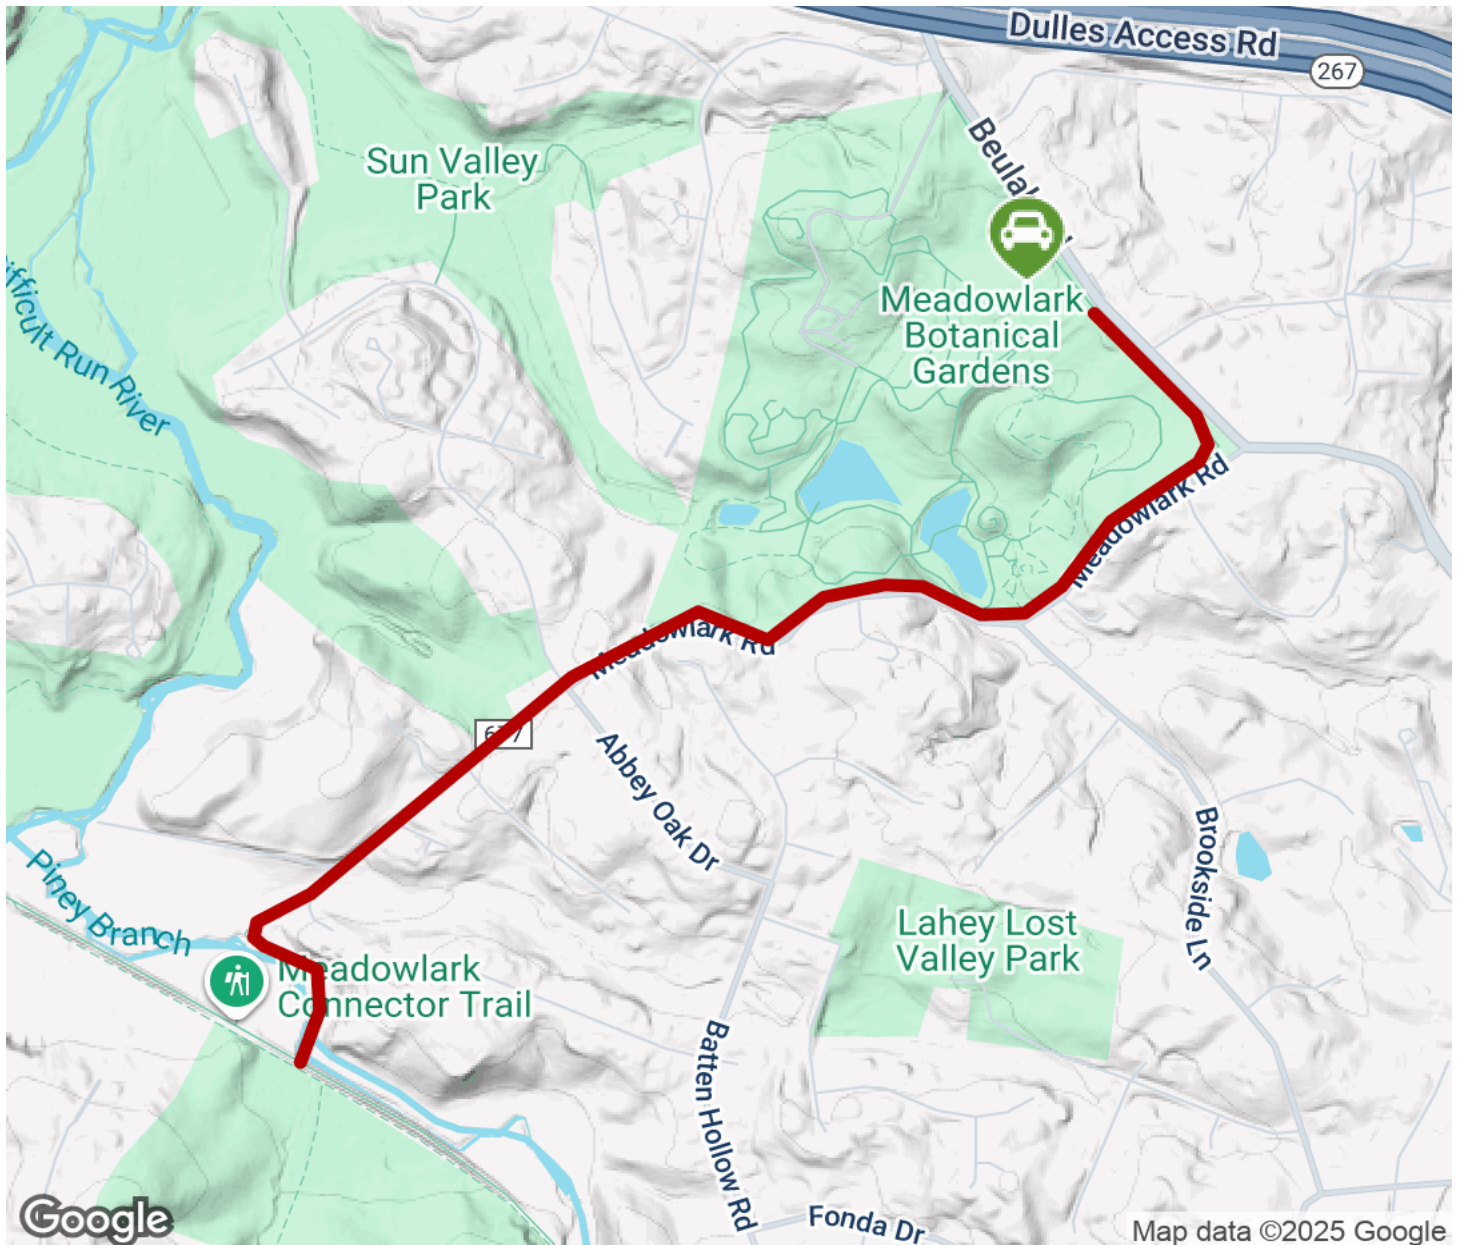 Dulles Access Rd
267
Sun Valley
Park
Meadowlark
Botanical
Gardens
Run River
Meadowlark Rd
Meadowlark Rd
Abbey Oak Dr
Brookside Ln
Piney Branch
Meadowlark
Connector Trail
Lahey Lost
Valley Park
Batten Hollow Rd
Fonda Dr
Google
Map data ©2025 Google